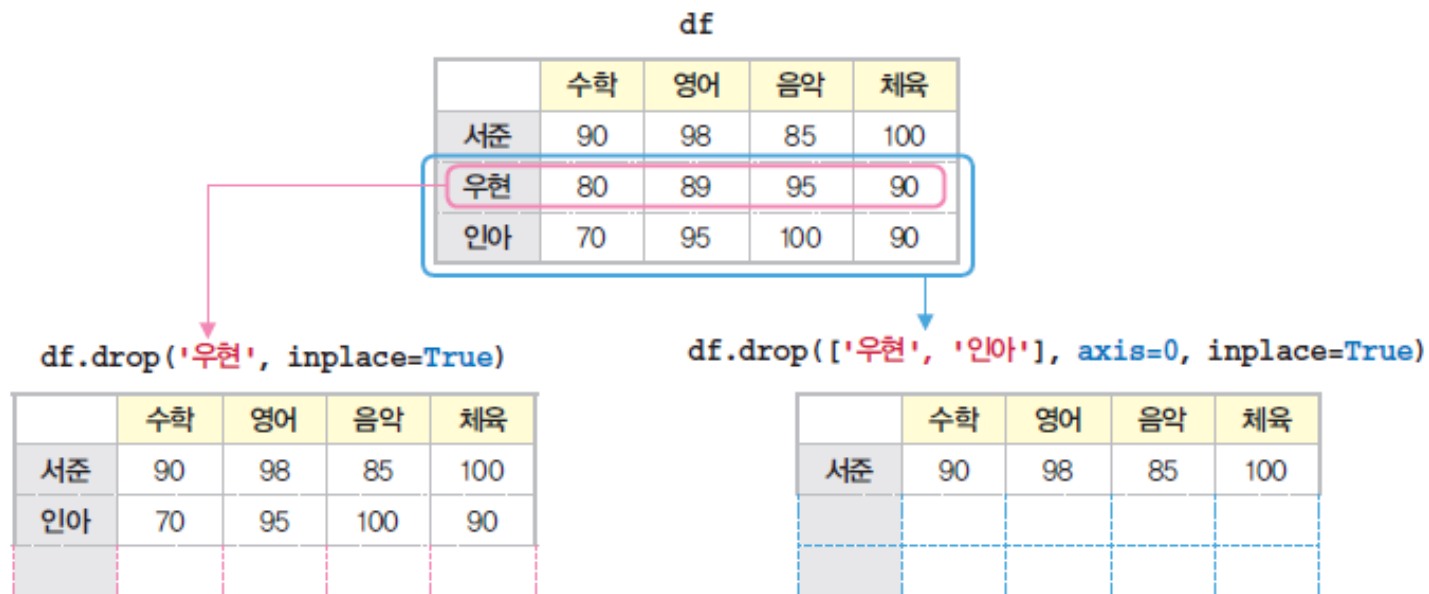 df
수학 영어 음악 체육
서준 90 98 85 100
우현 80 89 95 90
인아 70 95 100 90
df.drop('우현', inplace=True)
수학 영어 음악 체육
서준 90 98 85 100
인아 70 95 100 90
df.drop(['우현', '인아'], axis=0, inplace=True)
수학 영어 음악 체육
서준 90 98 85 100